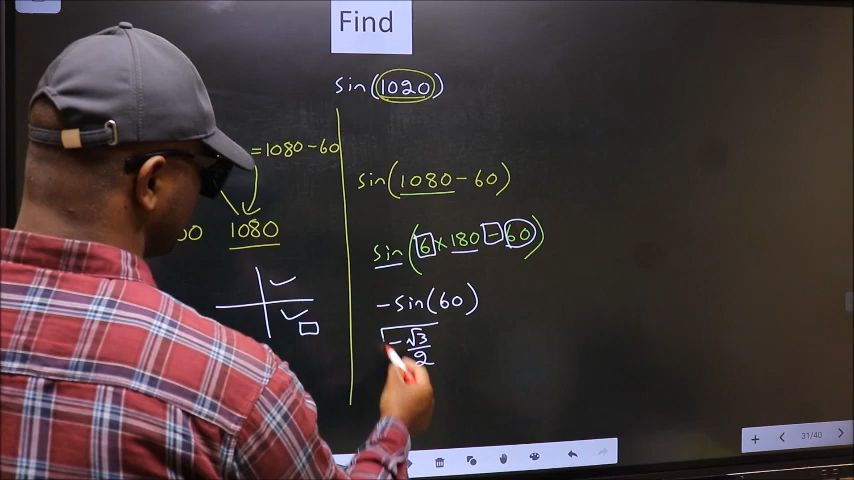 Find
sin(1020)
= 1080 - 60
1080
sin(1080 - 60)
sin(6 × 180 - 60)
- sin(60)
- √3/2
31/40